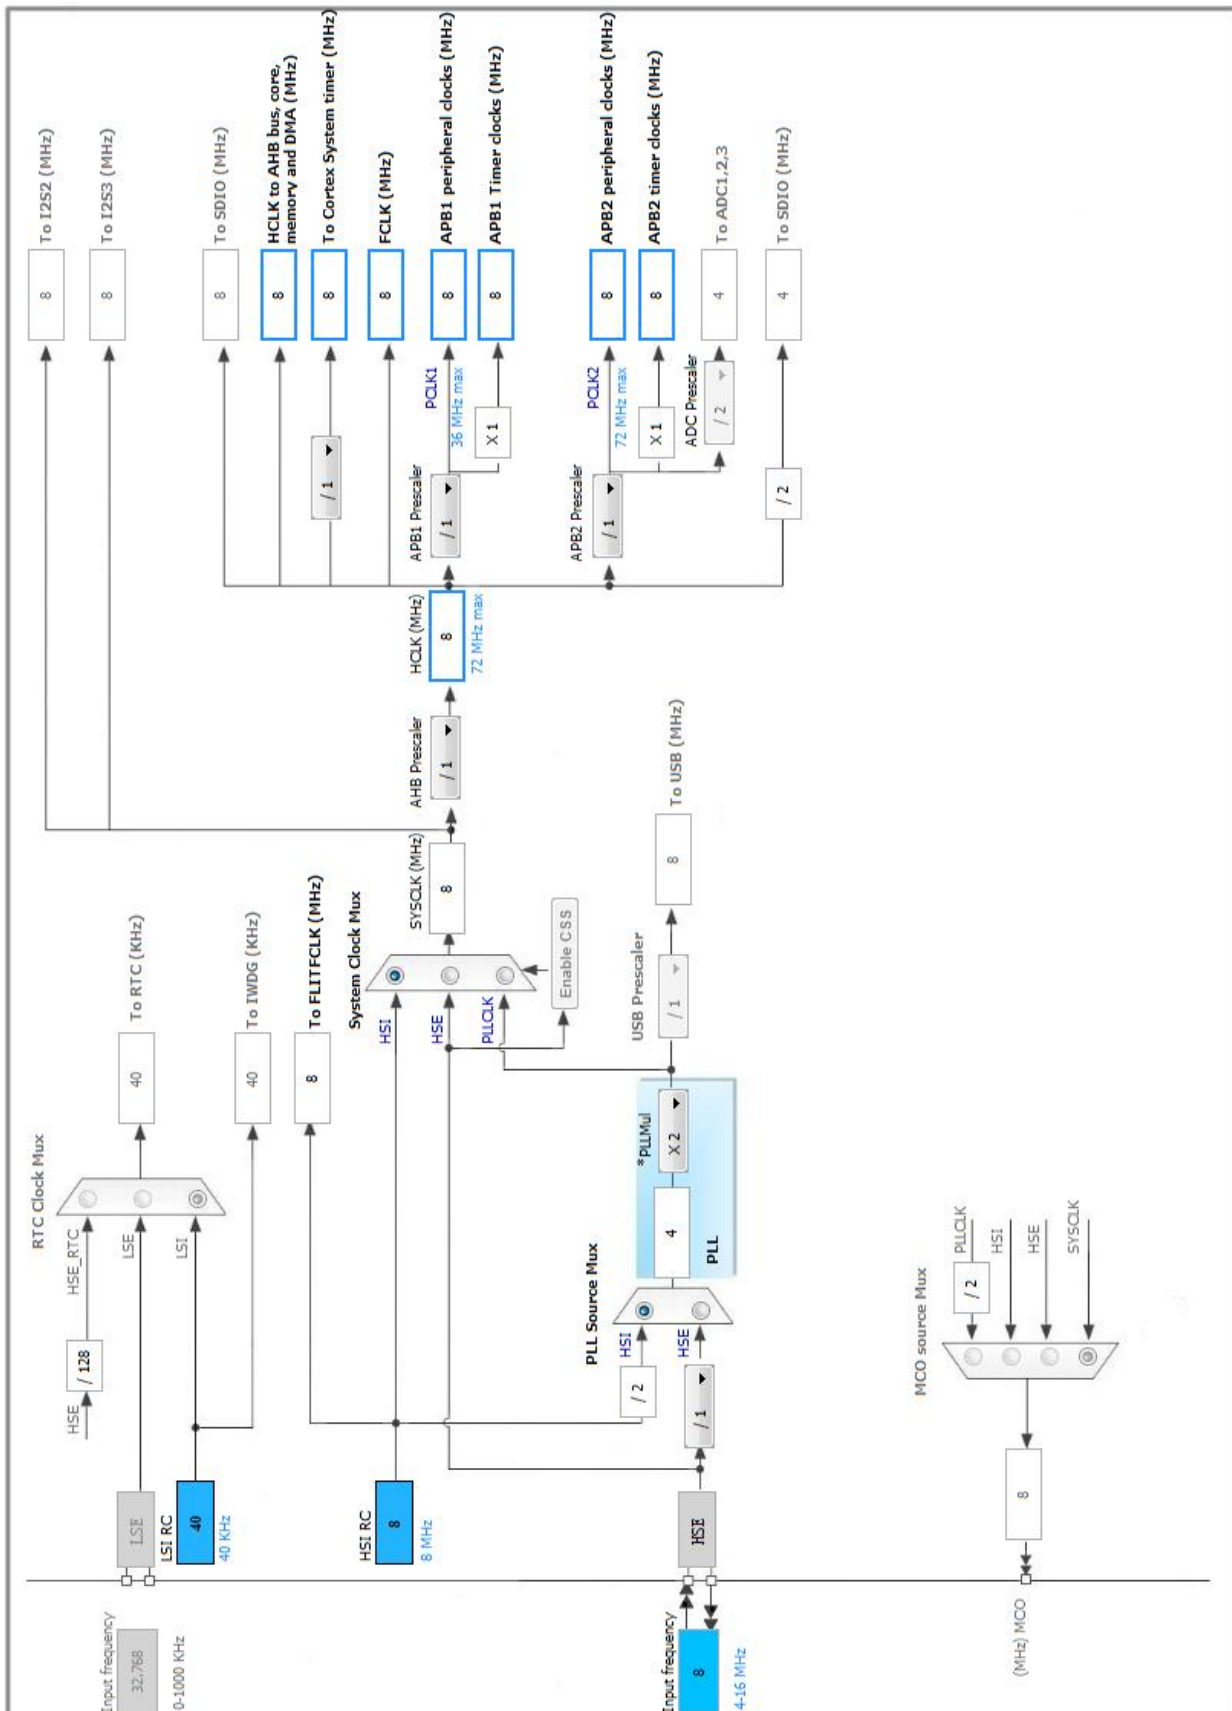 Input frequency
32.768
0-1000 KHz
LSE
LSI RC
40
40 KHz
HSE
/ 128
HSE_RTC
LSE
LSI
RTC Clock Mux
40
To RTC (KHz)
40
To IWDG (KHz)
8
To FLITFCLK (MHz)
HSI RC
8
8 MHz
Input frequency
8
4-16 MHz
HSE
/ 2
/ 1
HSI
HSE
PLL Source Mux
4
*PLLMul
X 2
PLL
USB Prescaler
/ 1
8
To USB (MHz)
System Clock Mux
HSI
HSE
PLLCLK
Enable CSS
SYSCLK (MHz)
8
AHB Prescaler
/ 1
HCLK (MHz)
8
72 MHz max
8
To I2S2 (MHz)
8
To I2S3 (MHz)
8
To SDIO (MHz)
8
HCLK to AHB bus, core,
memory and DMA (MHz)
/ 1
8
To Cortex System timer (MHz)
8
FCLK (MHz)
APB1 Prescaler
/ 1
PCLK1
36 MHz max
8
APB1 peripheral clocks (MHz)
X 1
8
APB1 Timer clocks (MHz)
APB2 Prescaler
/ 1
PCLK2
72 MHz max
8
APB2 peripheral clocks (MHz)
X 1
8
APB2 timer clocks (MHz)
ADC Prescaler
/ 2
4
To ADC1,2,3
/ 2
4
To SDIO (MHz)
MCO source Mux
PLLCLK
/ 2
HSI
HSE
SYSCLK
8
(MHz) MCO